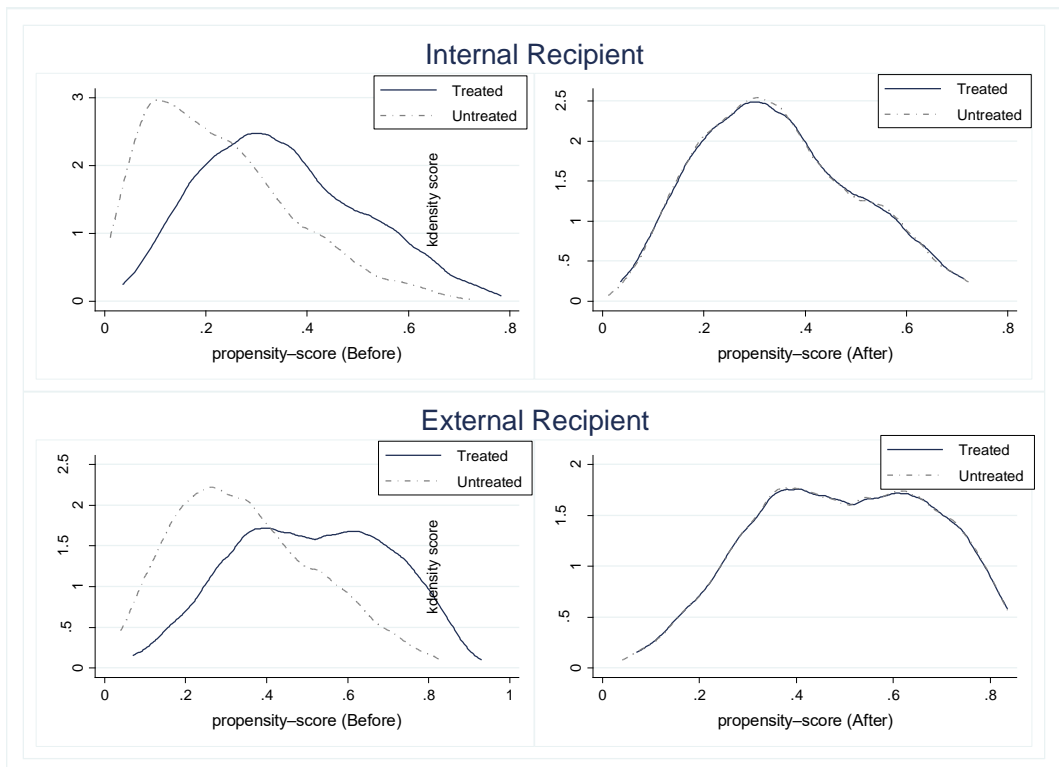 Internal Recipient
Treated
Untreated
3
2
1
0
kdensity score
0 .2 .4 .6 .8
propensity–score (Before)
Treated
Untreated
2.5
2
1.5
1
.5
0
0 .2 .4 .6 .8
propensity–score (After)
External Recipient
Treated
Untreated
2.5
2
1.5
1
.5
0
kdensity score
0 .2 .4 .6 .8 1
propensity–score (Before)
Treated
Untreated
2
1.5
1
.5
0
0 .2 .4 .6 .8
propensity–score (After)